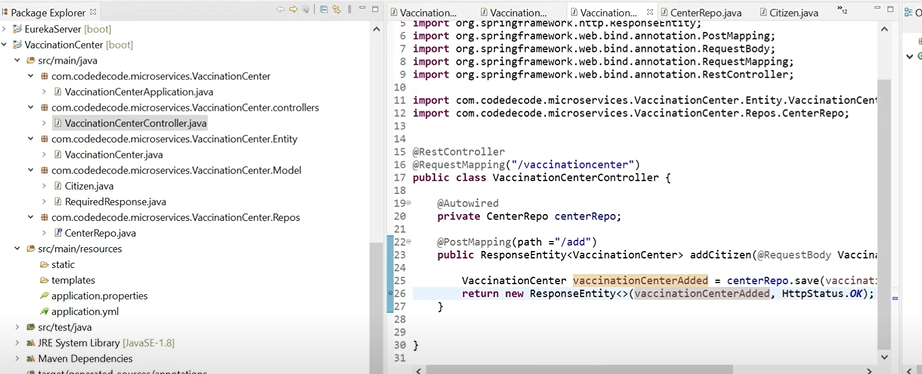 Package Explorer
EurekaServer [boot]
VaccinationCenter [boot]
src/main/java
com.codedecode.microservices.VaccinationCenter
VaccinationCenterApplication.java
com.codedecode.microservices.VaccinationCenter.controllers
VaccinationCenterController.java
com.codedecode.microservices.VaccinationCenter.Entity
VaccinationCenter.java
com.codedecode.microservices.VaccinationCenter.Model
Citizen.java
RequiredResponse.java
com.codedecode.microservices.VaccinationCenter.Repos
CenterRepo.java
src/main/resources
static
templates
application.properties
application.yml
src/test/java
JRE System Library [JavaSE-1.8]
Maven Dependencies
target/generated-sources/annotations
Vaccination... Vaccination... Vaccination... CenterRepo.java Citizen.java 12
5 import org.springframework.http.ResponseEntity;
6 import org.springframework.web.bind.annotation.PostMapping;
7 import org.springframework.web.bind.annotation.RequestBody;
8 import org.springframework.web.bind.annotation.RequestMapping;
9 import org.springframework.web.bind.annotation.RestController;
10
11 import com.codedecode.microservices.VaccinationCenter.Entity.VaccinationCent
12 import com.codedecode.microservices.VaccinationCenter.Repos.CenterRepo;
13
14
15 @RestController
16 @RequestMapping("/vaccinationcenter")
17 public class VaccinationCenterController {
18
19 @Autowired
20 private CenterRepo centerRepo;
21
22 @PostMapping(path ="/add")
23 public ResponseEntity<VaccinationCenter> addCitizen(@RequestBody Vaccina
24
25 VaccinationCenter vaccinationCenterAdded = centerRepo.save(vaccinati
26 return new ResponseEntity<>(vaccinationCenterAdded, HttpStatus.OK);
27 }
28
29
30 }
31